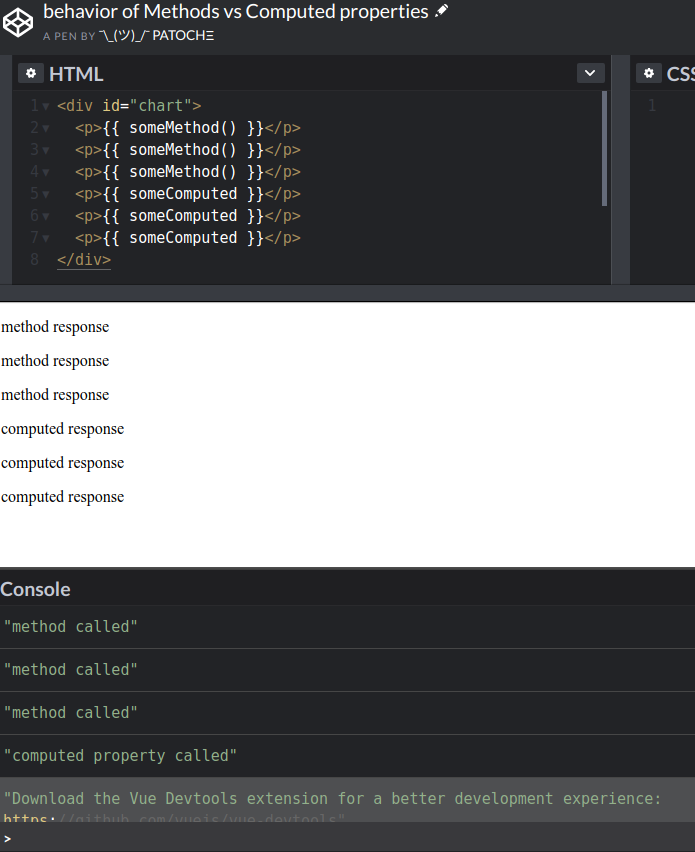 behavior of Methods vs Computed properties
A PEN BY ¯\_(ツ)_/¯ PATOCHΞ
HTML
CSS
1 <div id="chart">
2 <p>{{ someMethod() }}</p>
3 <p>{{ someMethod() }}</p>
4 <p>{{ someMethod() }}</p>
5 <p>{{ someComputed }}</p>
6 <p>{{ someComputed }}</p>
7 <p>{{ someComputed }}</p>
8 </div>
1
method response
method response
method response
computed response
computed response
computed response
Console
"method called"
"method called"
"method called"
"computed property called"
"Download the Vue Devtools extension for a better development experience:
https://github.com/vuejs/vue-devtools"
>